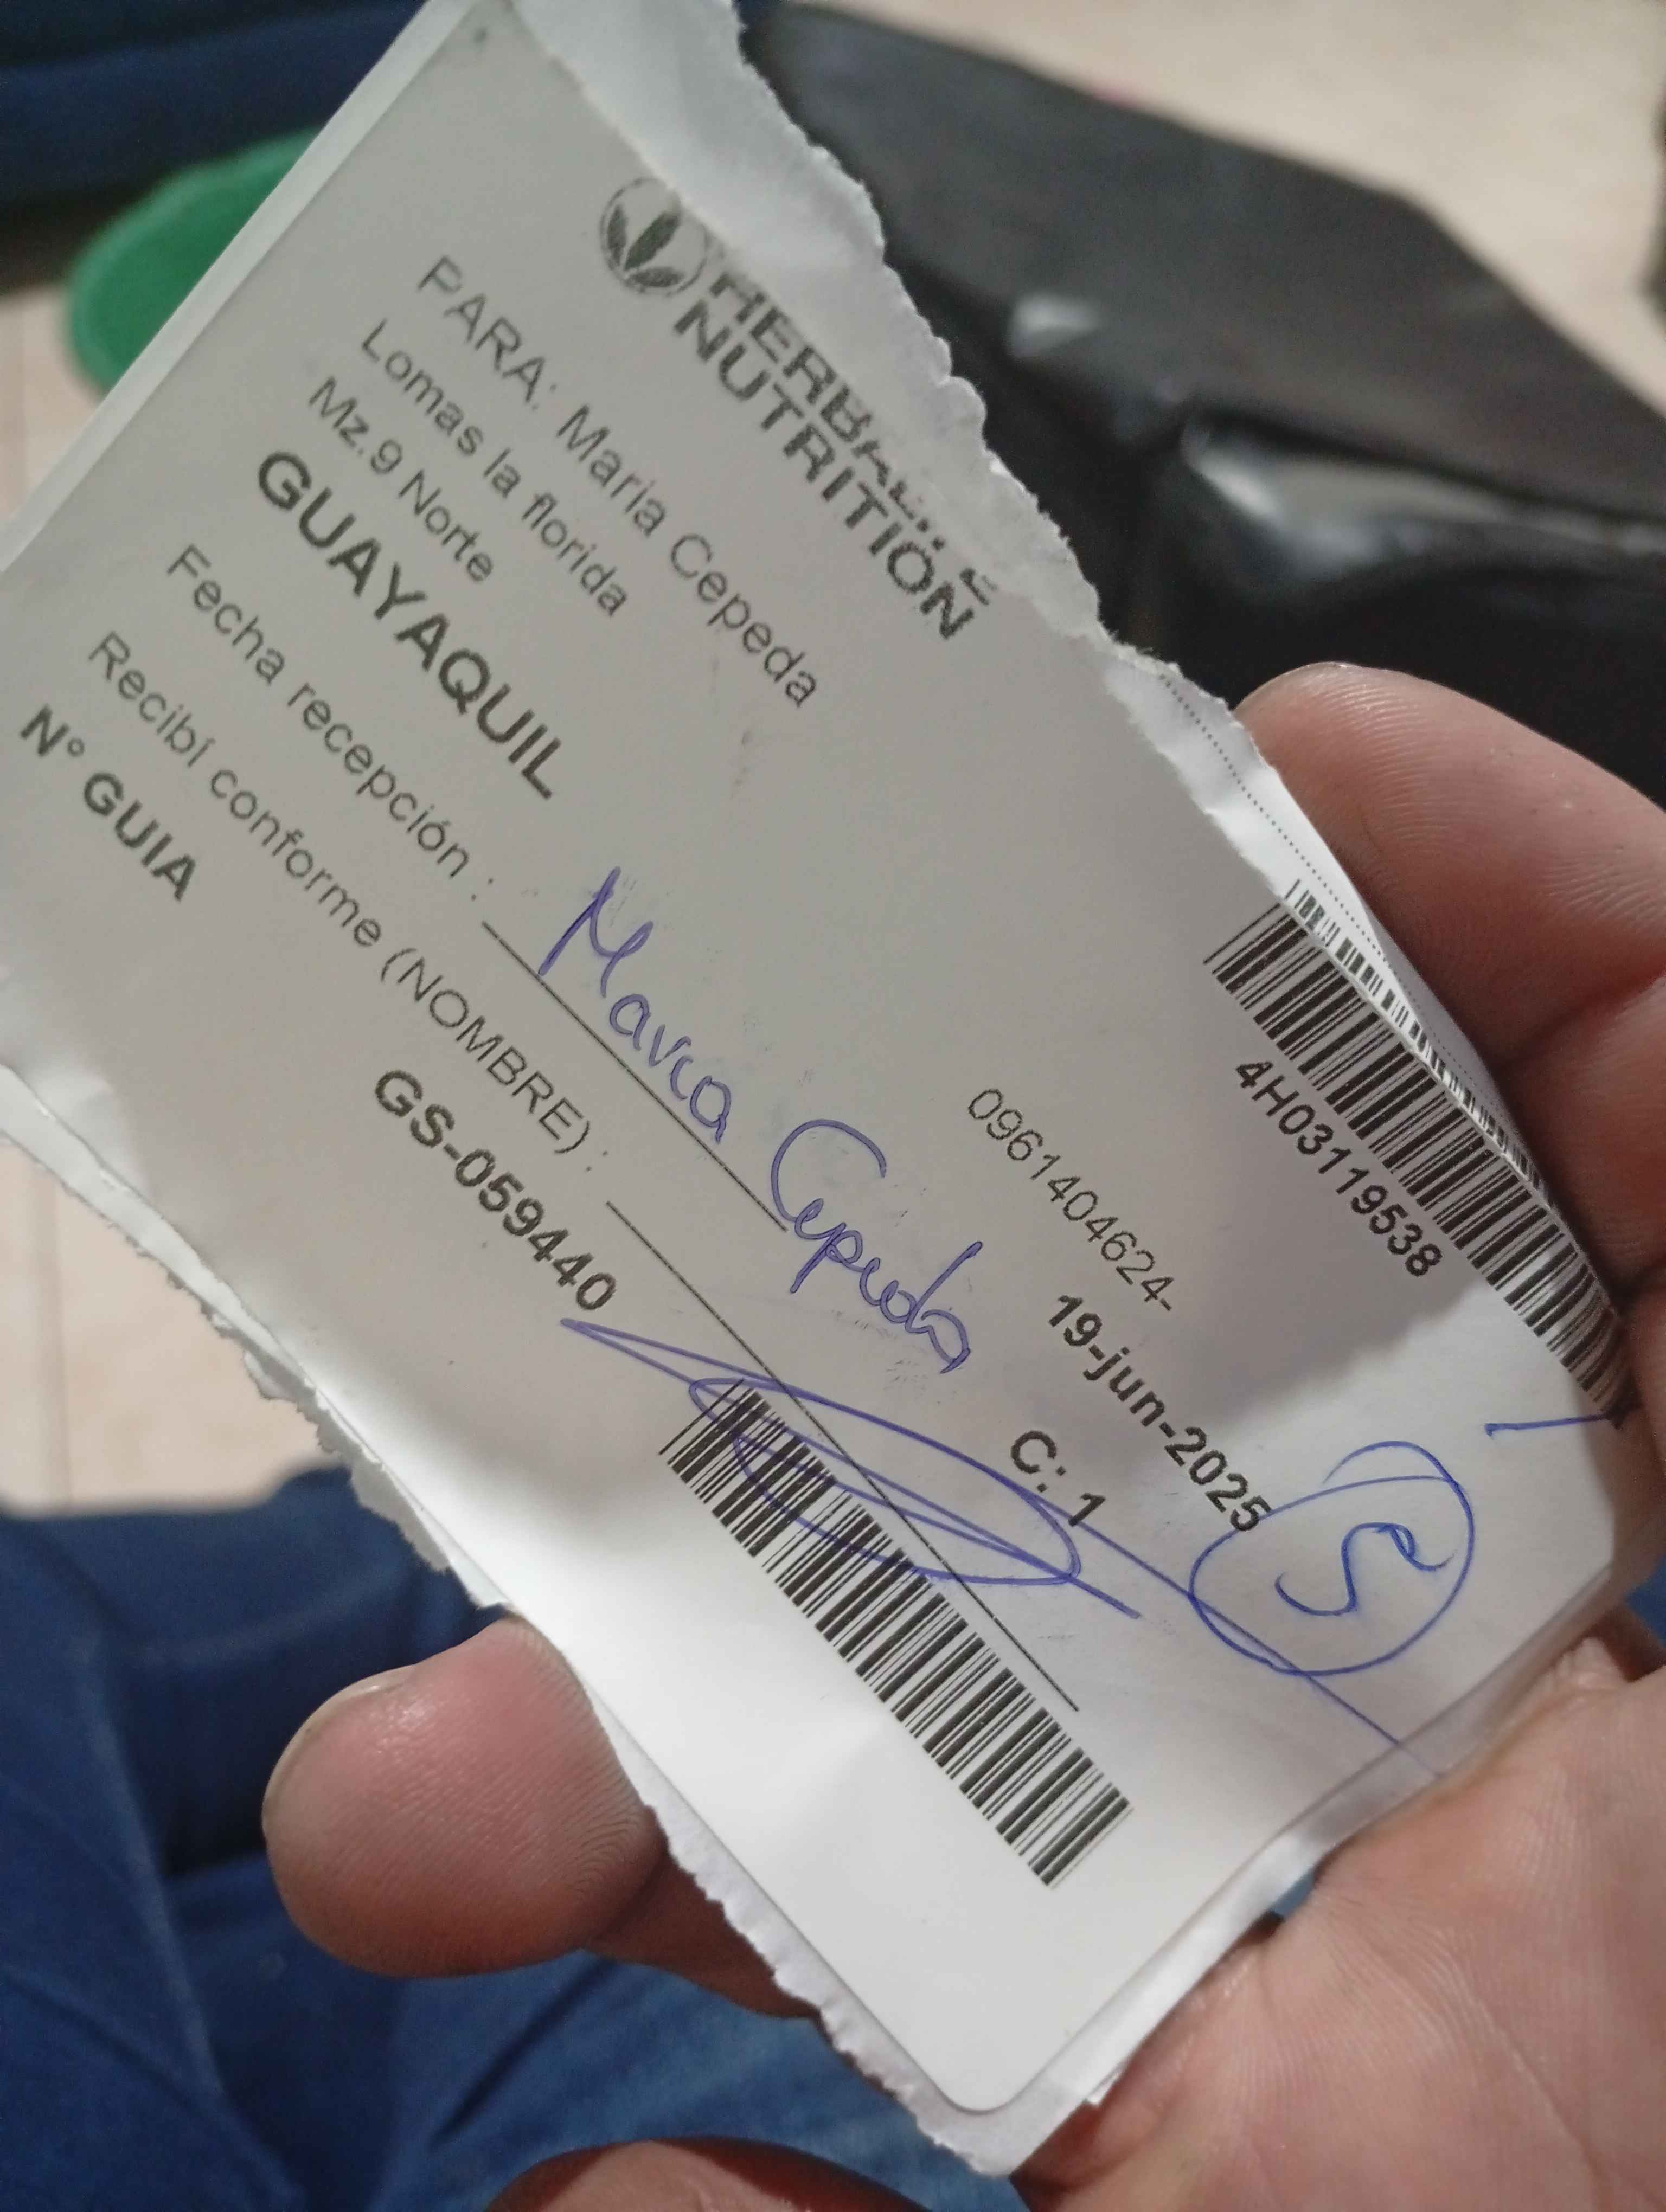 HERBALIFE
NUTRITION
4H03119538
PARA: Maria Cepeda
Lomas la florida
Mz.9 Norte
0961404624-
GUAYAQUIL
19-jun-2025
Fecha recepción :
Maria Cepeda
C: 1
5
Recibí conforme (NOMBRE) :
N° GUIA
GS-059440